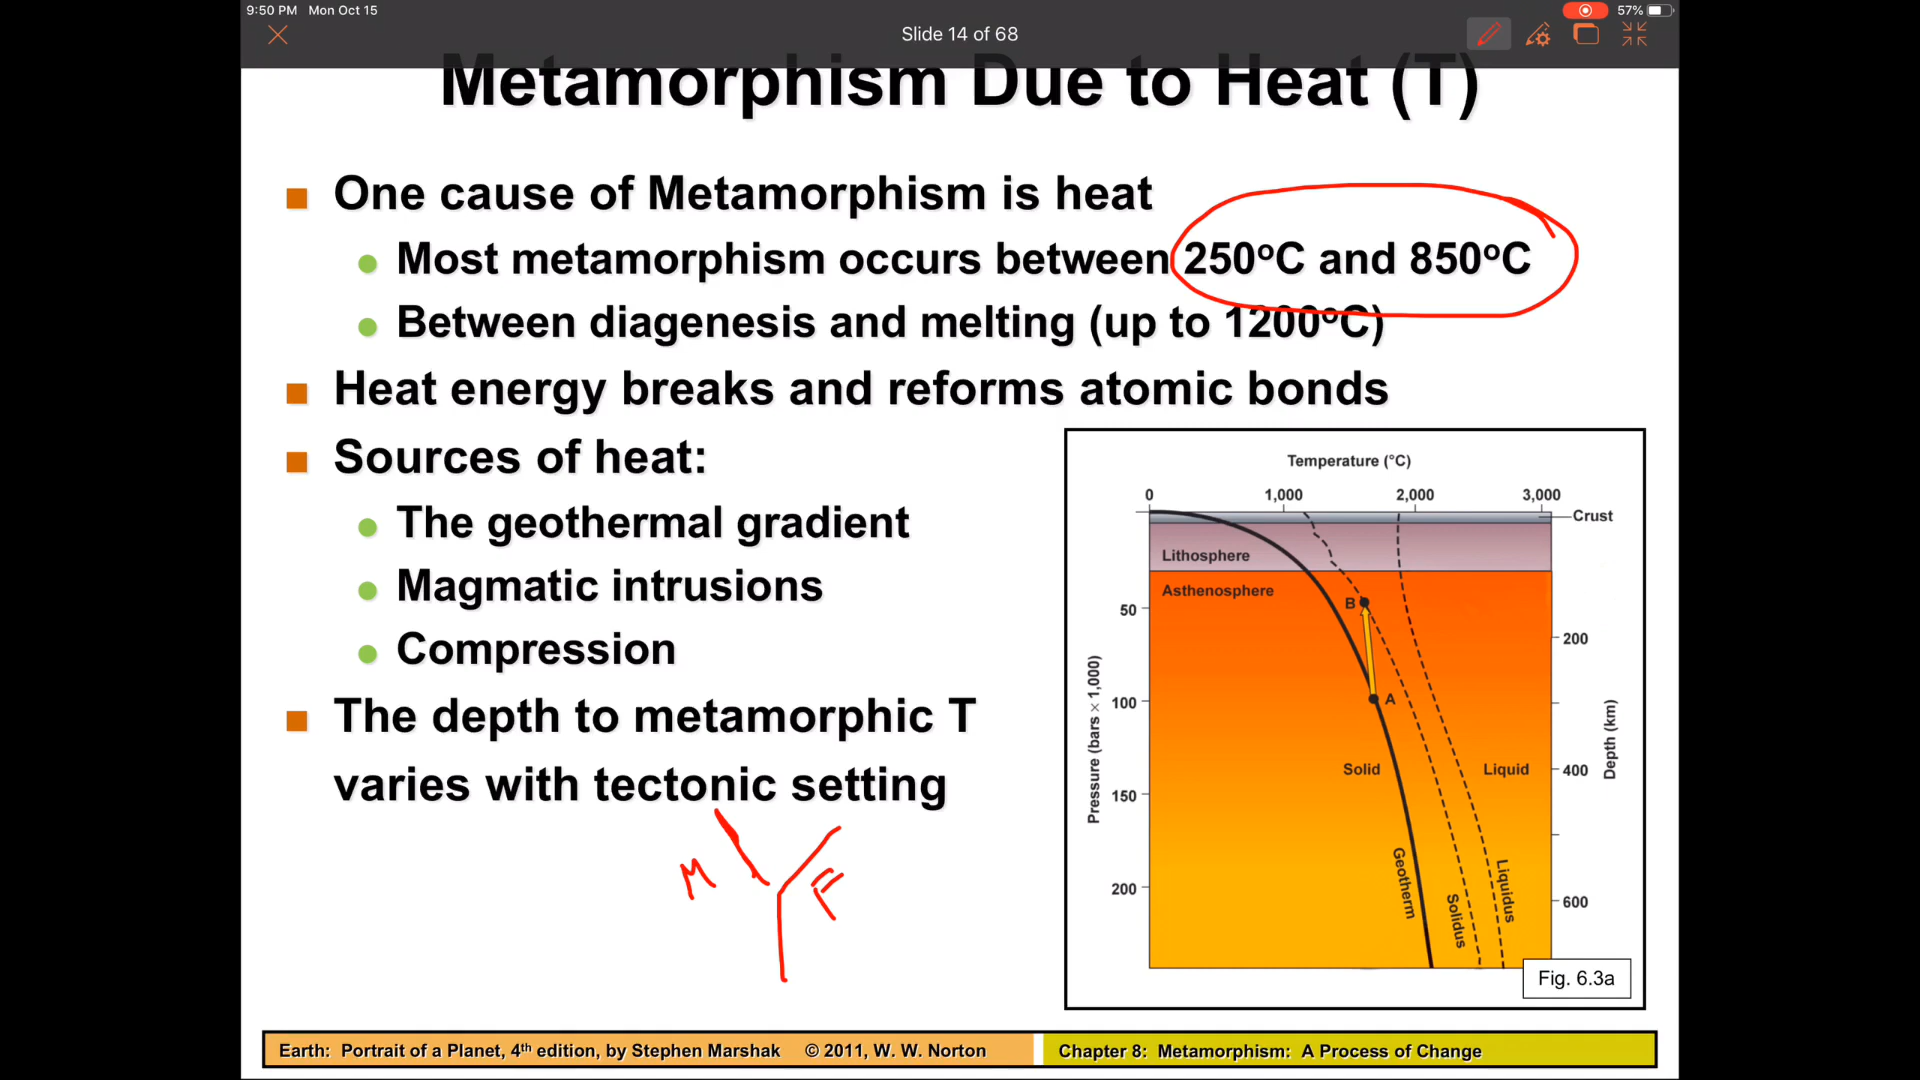 9:50 PM Mon Oct 15
57%
Slide 14 of 68
Metamorphism Due to Heat (T)
One cause of Metamorphism is heat
Most metamorphism occurs between 250ºC and 850ºC
Between diagenesis and melting (up to 1200ºC)
Heat energy breaks and reforms atomic bonds
Sources of heat:
The geothermal gradient
Magmatic intrusions
Compression
The depth to metamorphic T
varies with tectonic setting
M
F
Temperature (°C)
0 1,000 2,000 3,000
Crust
Lithosphere
Asthenosphere
B
50
200
A
100
Pressure (bars × 1,000)
Depth (km)
Solid
Liquid
400
150
Geotherm
Solidus
Liquidus
200
600
Fig. 6.3a
Earth: Portrait of a Planet, 4th edition, by Stephen Marshak © 2011, W. W. Norton
Chapter 8: Metamorphism: A Process of Change